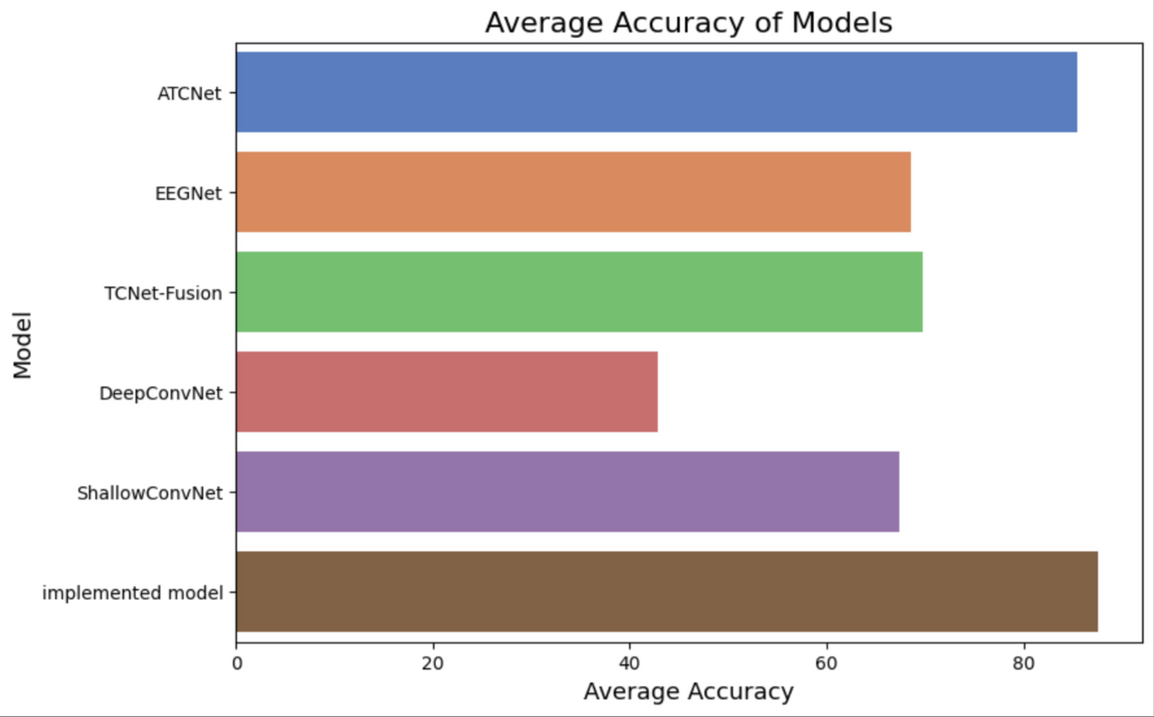 Average Accuracy of Models
Model
ATCNet
EEGNet
TCNet-Fusion
DeepConvNet
ShallowConvNet
implemented model
0 20 40 60 80
Average Accuracy